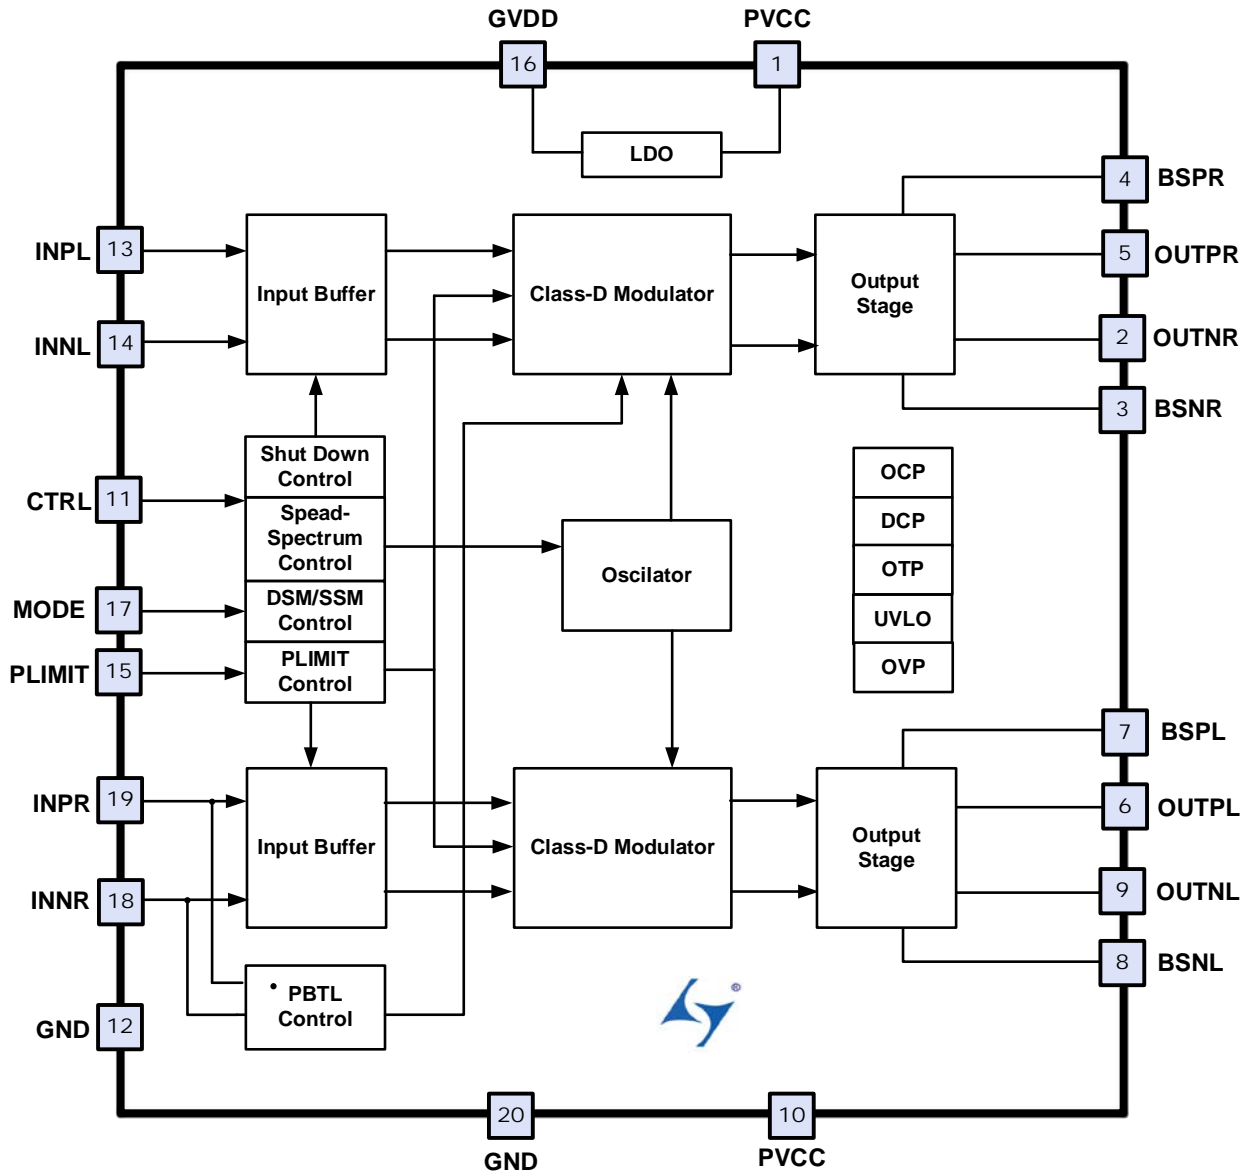 GVDD
PVCC
16
1
LDO
4
BSPR
INPL
13
5
OUTPR
Input Buffer
Class-D Modulator
Output
Stage
INNL
14
2
OUTNR
3
BSNR
Shut Down
Control
CTRL
11
Spead-
Spectrum
Control
OCP
DCP
OTP
UVLO
OVP
Oscilator
MODE
17
DSM/SSM
Control
PLIMIT
15
PLIMIT
Control
7
BSPL
INPR
19
6
OUTPL
Input Buffer
Class-D Modulator
Output
Stage
INNR
18
9
OUTNL
8
BSNL
PBTL
Control
®
GND
12
20
10
GND
PVCC